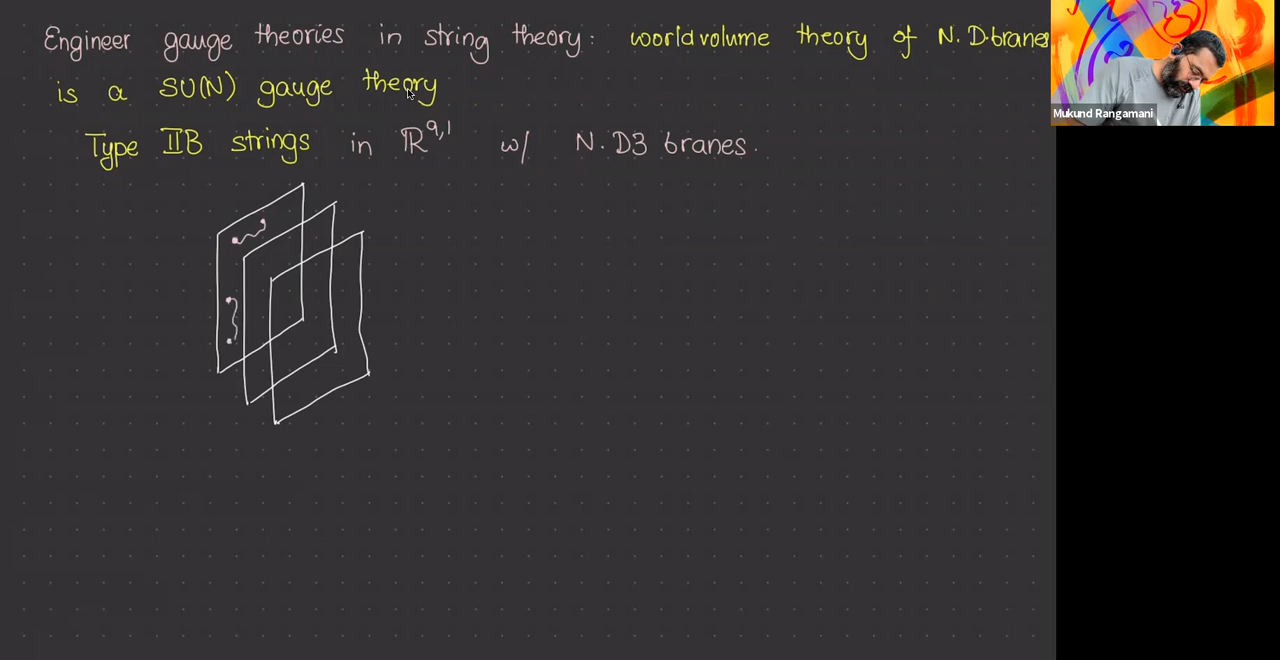 Engineer gauge theories in string theory: worldvolume theory of N. D-branes
is a SU(N) gauge theory
Type IIB strings in ℝ^{9,1} w/ N. D3 branes.
Mukund Rangamani